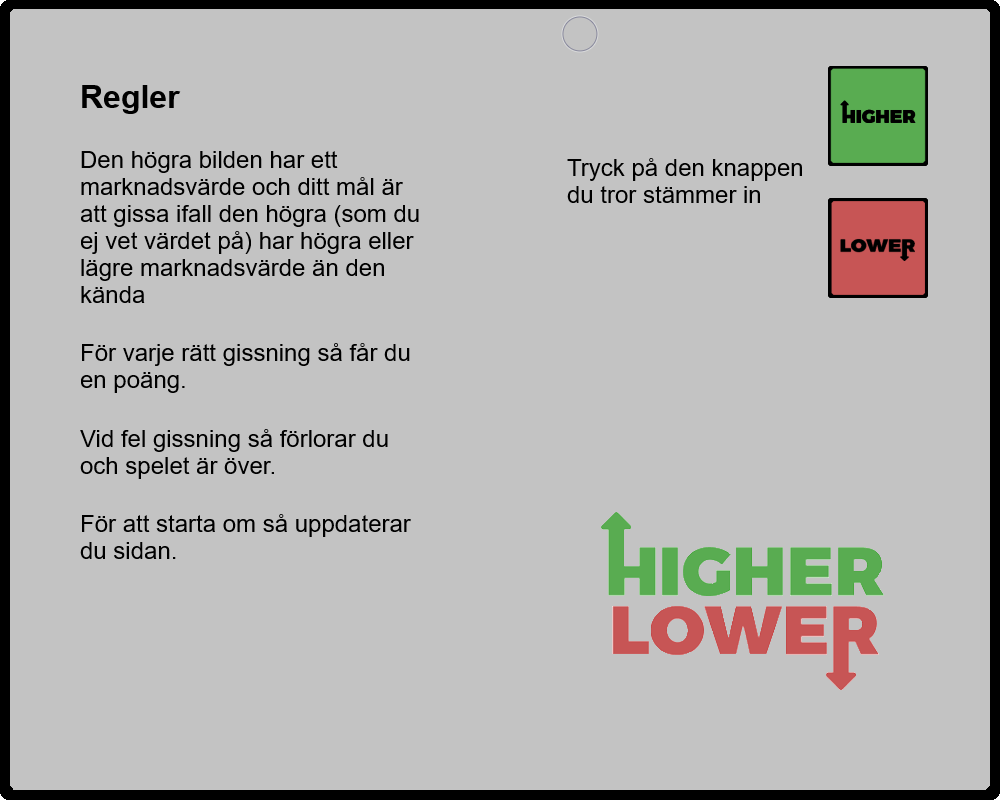 Regler
Den högra bilden har ett
marknadsvärde och ditt mål är
att gissa ifall den högra (som du
ej vet värdet på) har högra eller
lägre marknadsvärde än den
kända
För varje rätt gissning så får du
en poäng.
Vid fel gissning så förlorar du
och spelet är över.
För att starta om så uppdaterar
du sidan.
Tryck på den knappen
du tror stämmer in
HIGHER
LOWER
HIGHER
LOWER